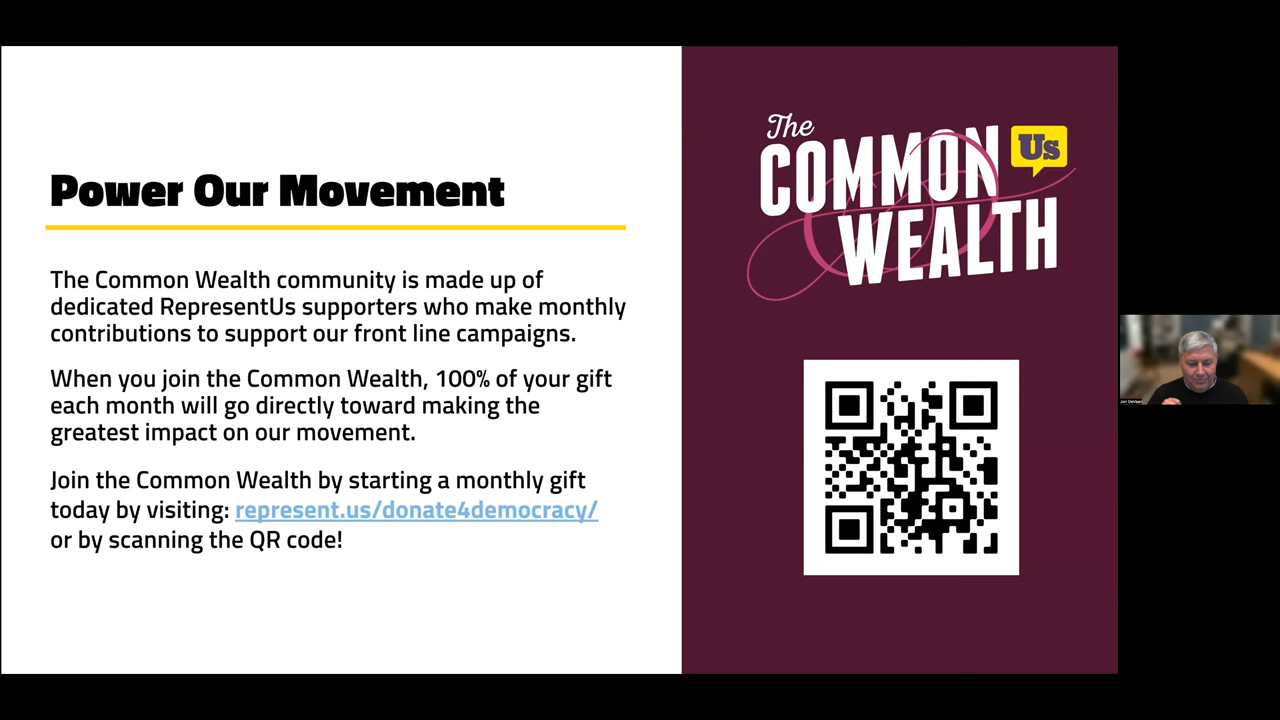 Power Our Movement
The Common Wealth community is made up of
dedicated RepresentUs supporters who make monthly
contributions to support our front line campaigns.
When you join the Common Wealth, 100% of your gift
each month will go directly toward making the
greatest impact on our movement.
Join the Common Wealth by starting a monthly gift
today by visiting: represent.us/donate4democracy/
or by scanning the QR code!
The
COMMON
Us
WEALTH
Jon DeVaan